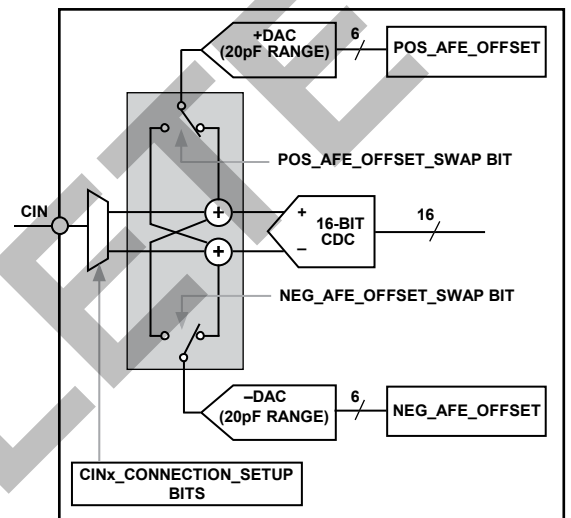 +DAC
(20pF RANGE)
6
POS_AFE_OFFSET
POS_AFE_OFFSET_SWAP BIT
CIN
+
+
+
–
16-BIT
CDC
16
NEG_AFE_OFFSET_SWAP BIT
–DAC
(20pF RANGE)
6
NEG_AFE_OFFSET
CINx_CONNECTION_SETUP
BITS
LETE